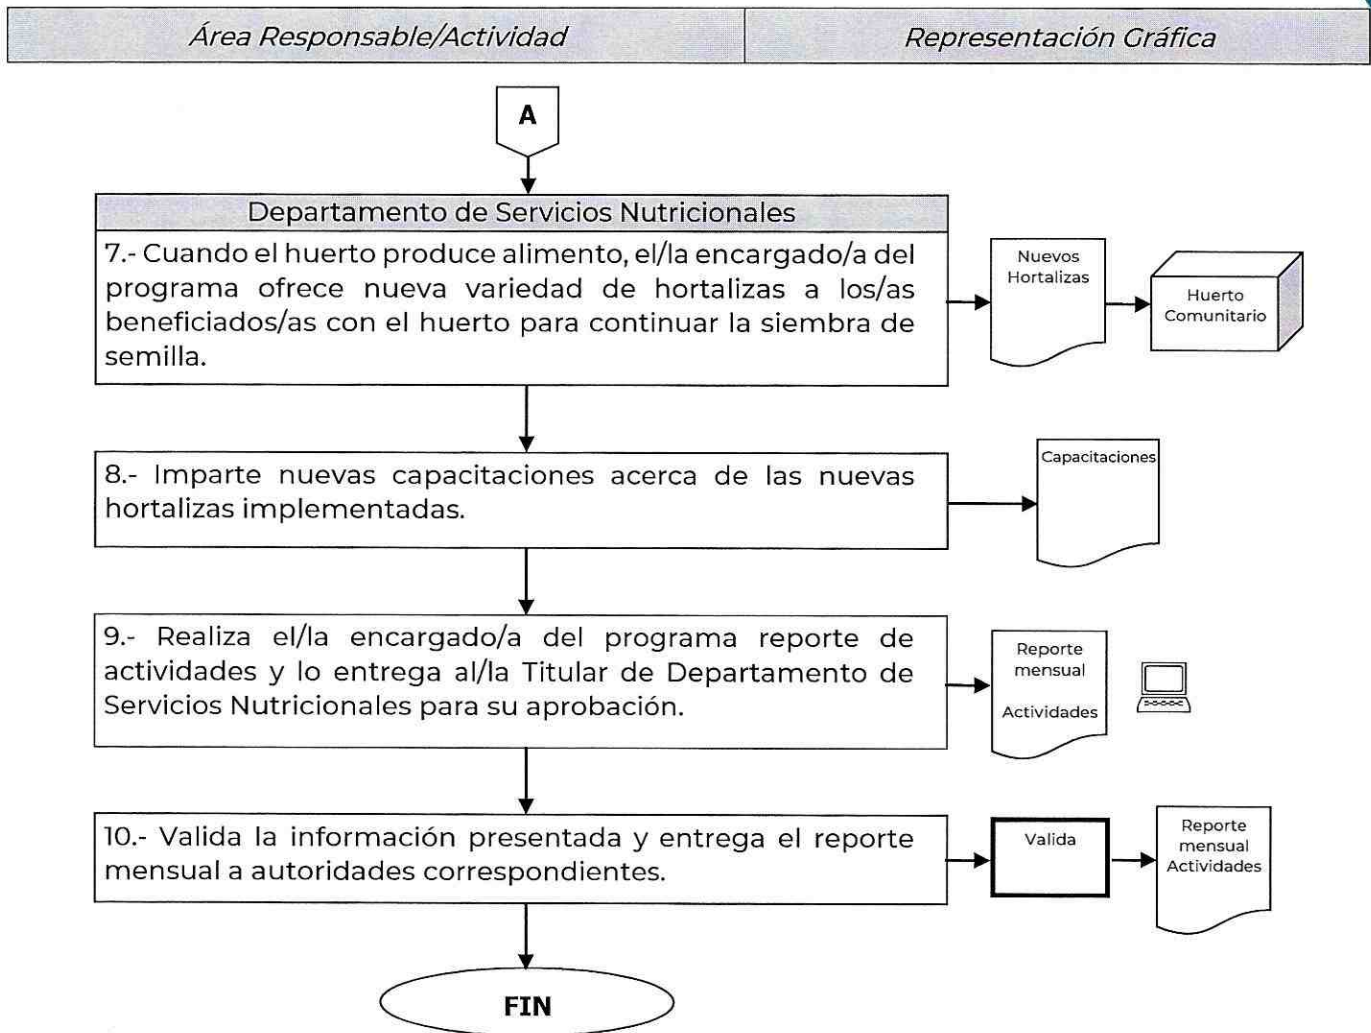 Área Responsable/Actividad
Representación Gráfica
A
Departamento de Servicios Nutricionales
7.- Cuando el huerto produce alimento, el/la encargado/a del
programa ofrece nueva variedad de hortalizas a los/as
beneficiados/as con el huerto para continuar la siembra de
semilla.
Nuevos
Hortalizas
Huerto
Comunitario
8.- Imparte nuevas capacitaciones acerca de las nuevas
hortalizas implementadas.
Capacitaciones
9.- Realiza el/la encargado/a del programa reporte de
actividades y lo entrega al/la Titular de Departamento de
Servicios Nutricionales para su aprobación.
Reporte
mensual
Actividades
10.- Valida la información presentada y entrega el reporte
mensual a autoridades correspondientes.
Valida
Reporte
mensual
Actividades
FIN